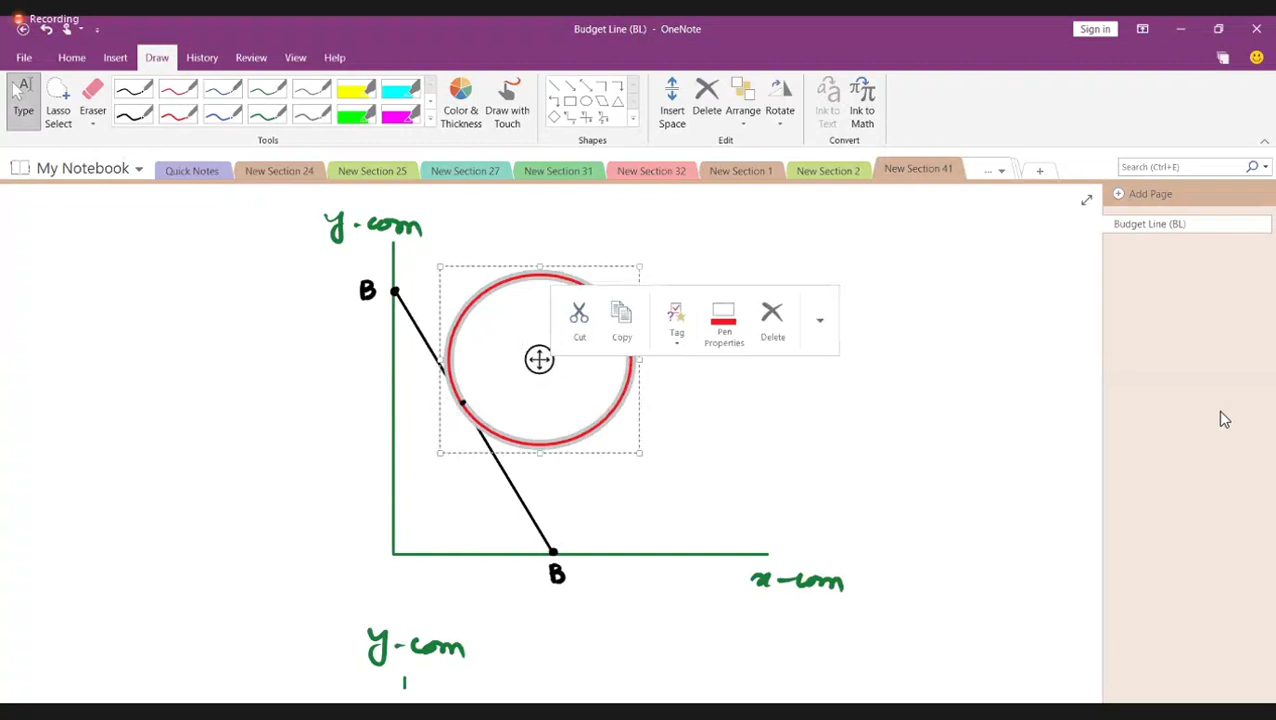 Recording
Budget Line (BL) - OneNote
Sign in
File Home Insert Draw History Review View Help
Type
Lasso Select
Eraser
Color & Thickness
Draw with Touch
Insert Space
Delete
Arrange
Rotate
Ink to Text
Ink to Math
Tools
Shapes
Edit
Convert
My Notebook
Quick Notes
New Section 24
New Section 25
New Section 27
New Section 31
New Section 32
New Section 1
New Section 2
New Section 41
...
Search (Ctrl+E)
Add Page
Budget Line (BL)
y-com
B
Cut
Copy
Tag
Pen Properties
Delete
B
x-com
y-com